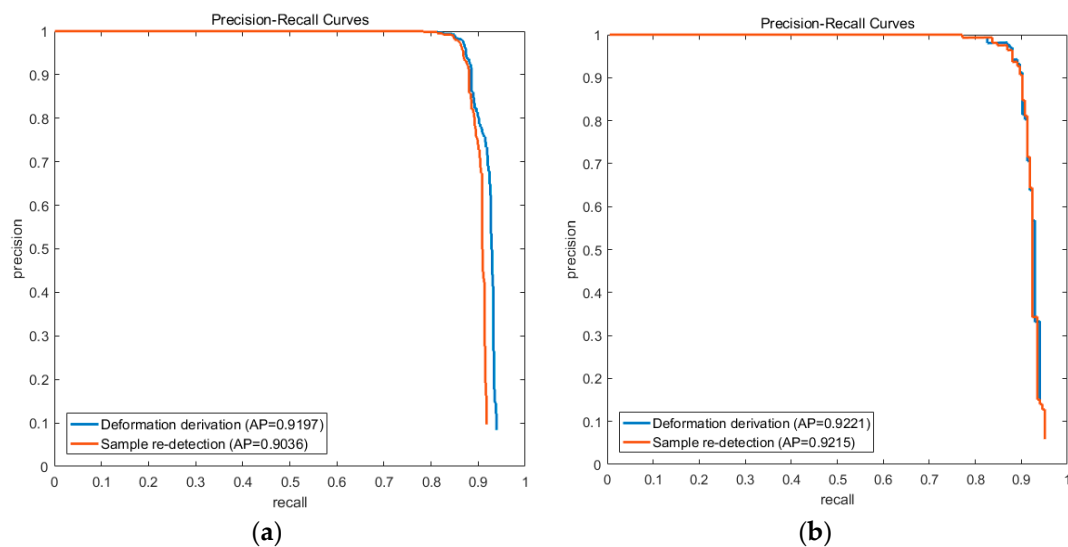 Precision-Recall Curves
1
0.9
0.8
0.7
0.6
0.5
0.4
0.3
0.2
0.1
0
precision
Deformation derivation (AP=0.9197)
Sample re-detection (AP=0.9036)
0 0.1 0.2 0.3 0.4 0.5 0.6 0.7 0.8 0.9 1
recall
(a)
Precision-Recall Curves
1
0.9
0.8
0.7
0.6
0.5
0.4
0.3
0.2
0.1
0
precision
Deformation derivation (AP=0.9221)
Sample re-detection (AP=0.9215)
0 0.1 0.2 0.3 0.4 0.5 0.6 0.7 0.8 0.9 1
recall
(b)